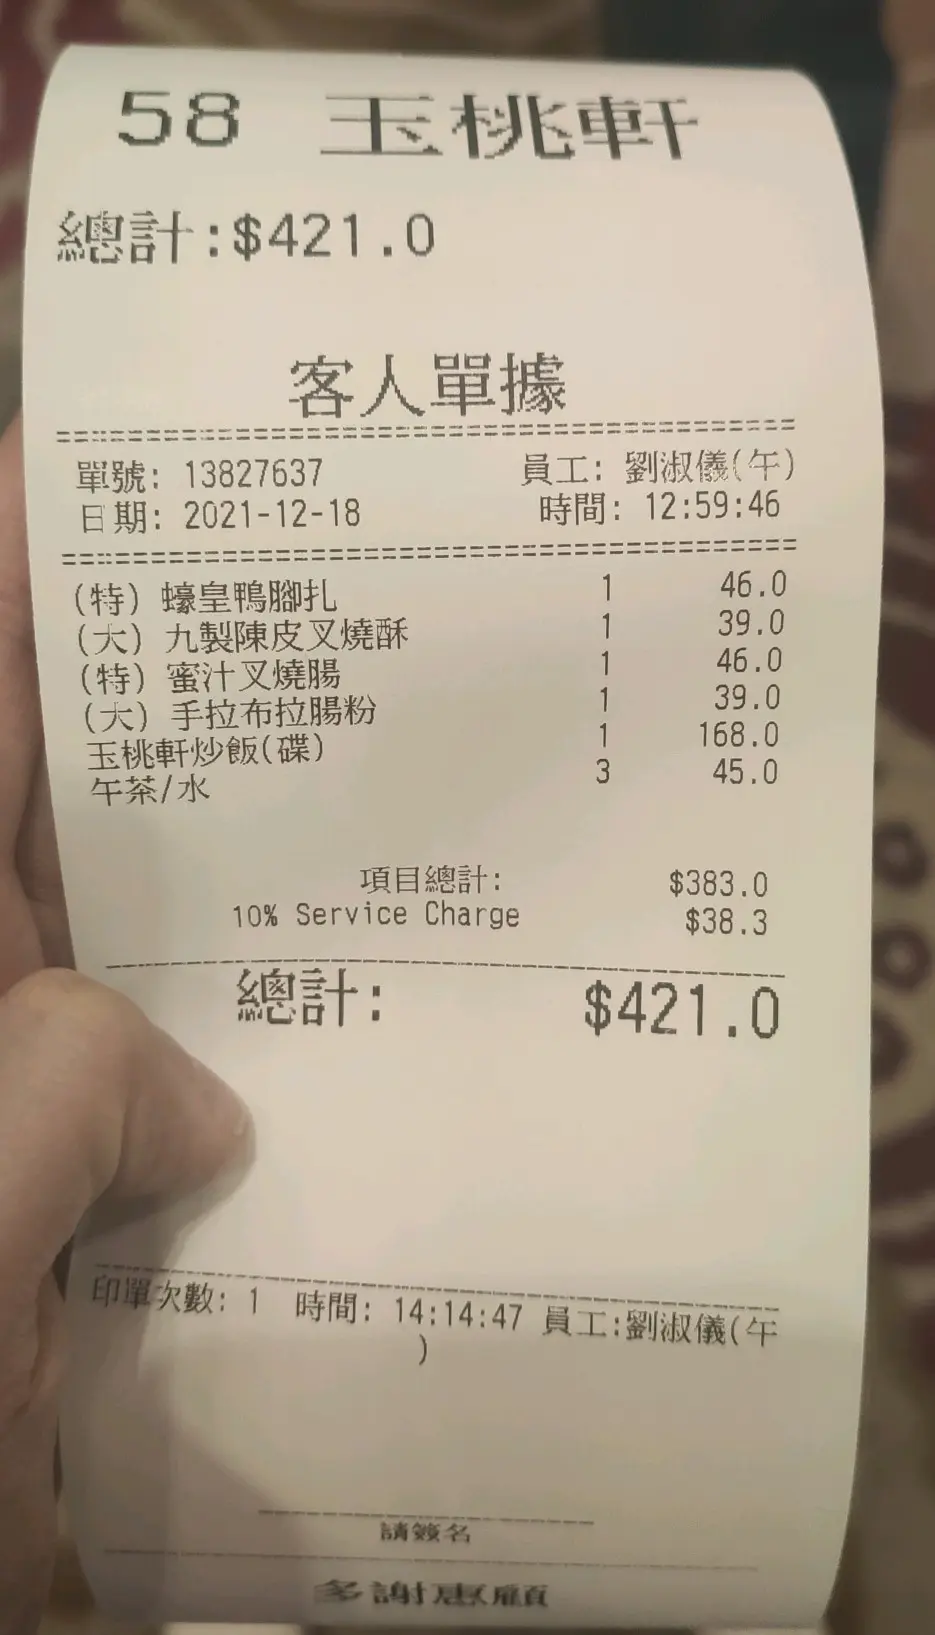 58 玉桃軒
總計:$421.0
客人單據
單號: 13827637 員工: 劉淑儀(午)
日期: 2021-12-18 時間: 12:59:46
(特) 蠔皇鴨腳扎 1 46.0
(大) 九製陳皮叉燒酥 1 39.0
(特) 蜜汁叉燒腸 1 46.0
(大) 手拉布拉腸粉 1 39.0
玉桃軒炒飯(碟) 1 168.0
午茶/水 3 45.0
項目總計: $383.0
10% Service Charge $38.3
總計: $421.0
印單次數: 1 時間: 14:14:47 員工:劉淑儀(午
)
請簽名
多謝惠顧